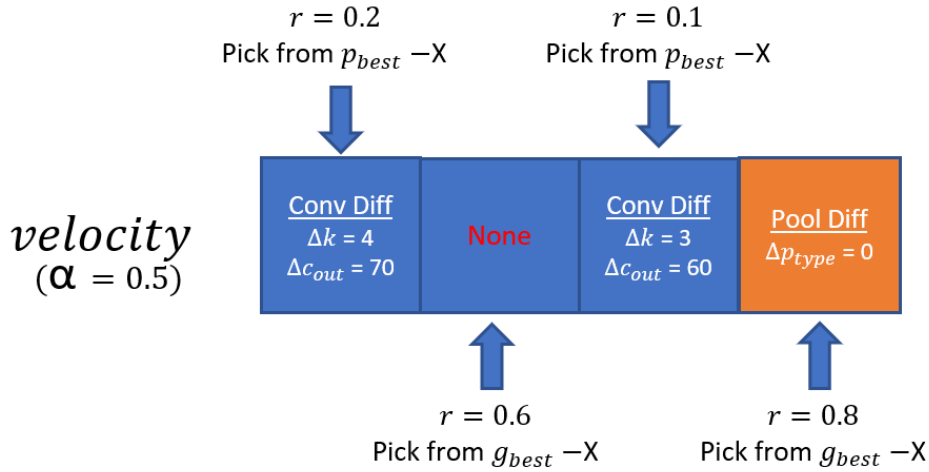 r = 0.2
Pick from p_best −X
r = 0.1
Pick from p_best −X
velocity
(α = 0.5)
Conv Diff
Δk = 4
Δc_out = 70
None
Conv Diff
Δk = 3
Δc_out = 60
Pool Diff
Δp_type = 0
r = 0.6
Pick from g_best −X
r = 0.8
Pick from g_best −X